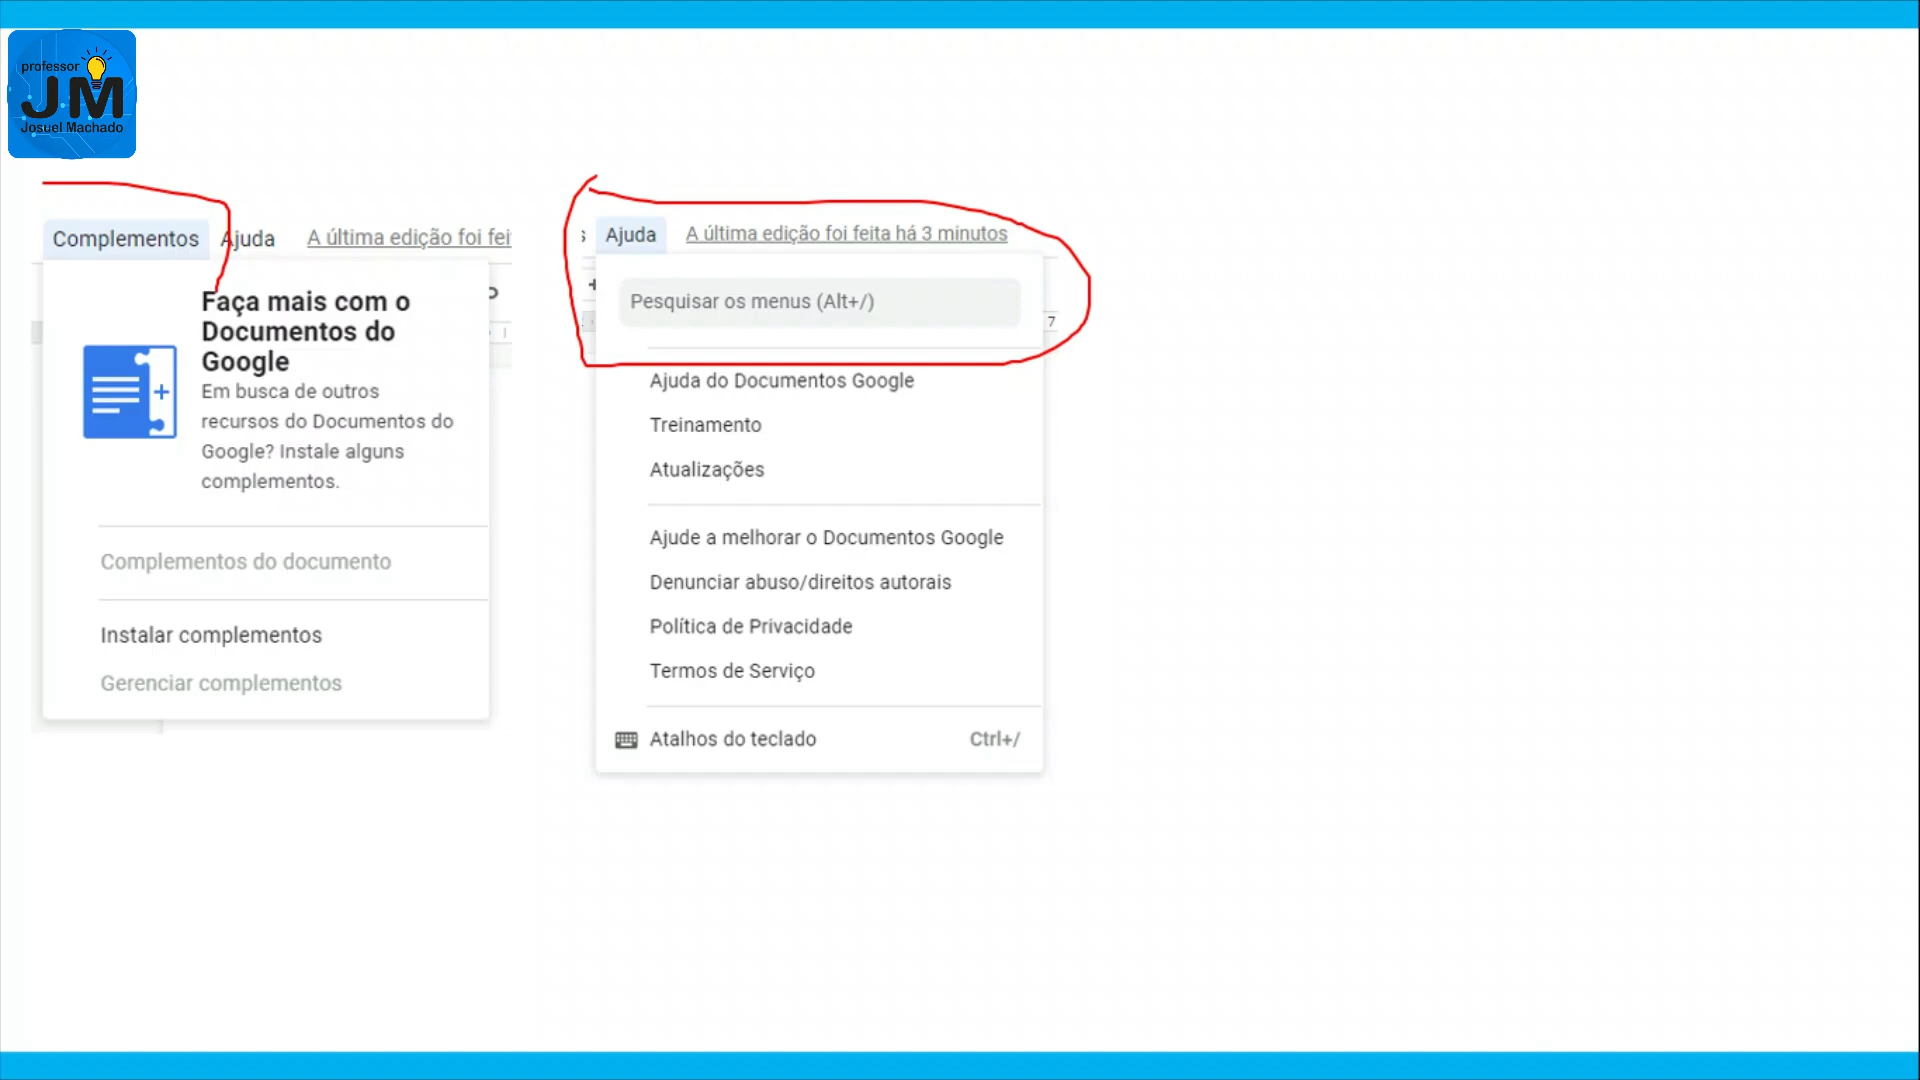 professor
JM
Josuel Machado
Complementos Ajuda A última edição foi fei
Faça mais com o
Documentos do
Google
Em busca de outros
recursos do Documentos do
Google? Instale alguns
complementos.
Complementos do documento
Instalar complementos
Gerenciar complementos
s Ajuda A última edição foi feita há 3 minutos
+
Pesquisar os menus (Alt+/)
7
Ajuda do Documentos Google
Treinamento
Atualizações
Ajude a melhorar o Documentos Google
Denunciar abuso/direitos autorais
Política de Privacidade
Termos de Serviço
Atalhos do teclado Ctrl+/